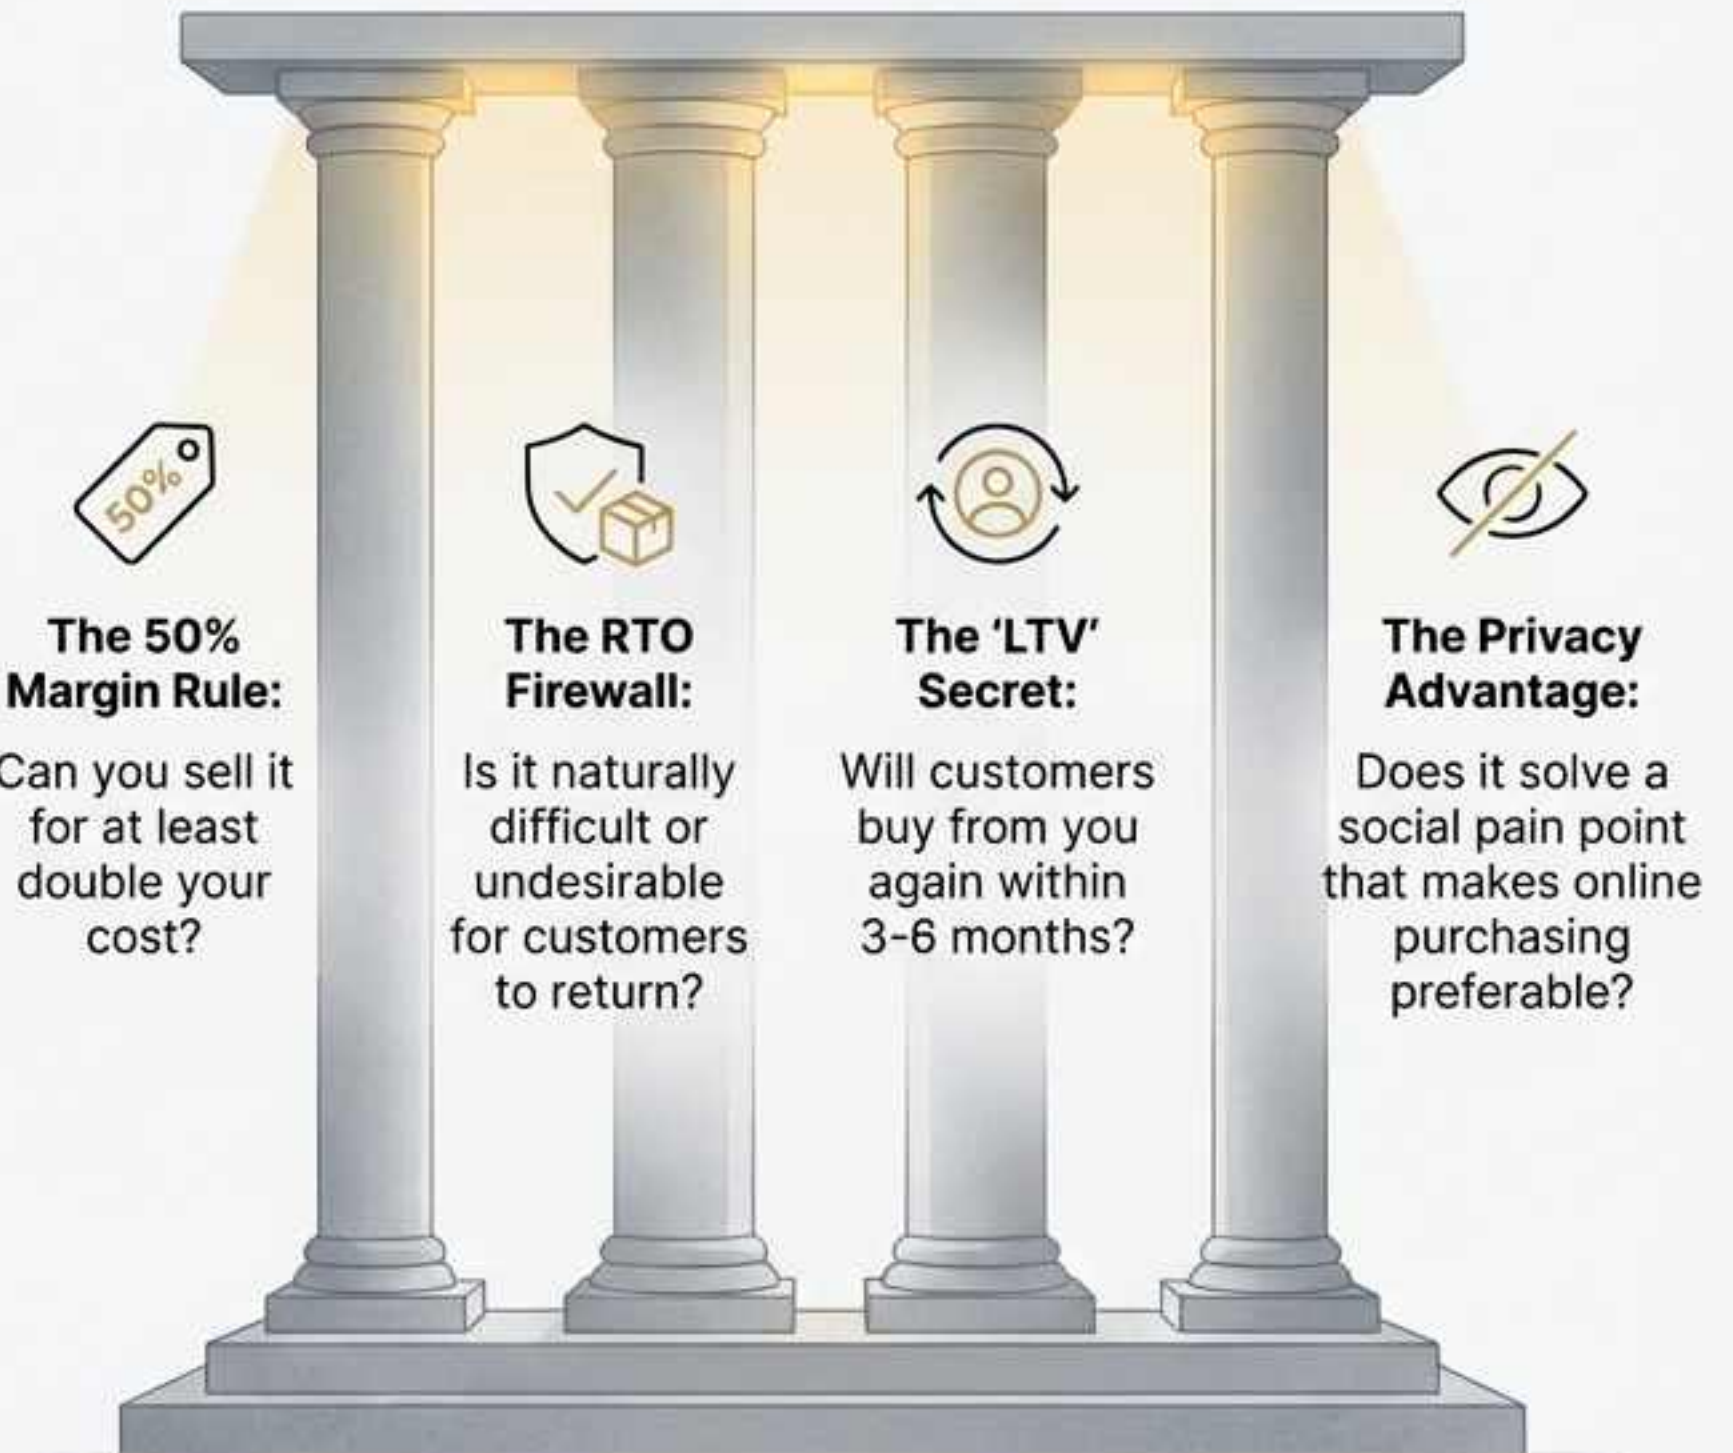 50%
The 50%
Margin Rule:
Can you sell it
for at least
double your
cost?
The RTO
Firewall:
Is it naturally
difficult or
undesirable
for customers
to return?
The ‘LTV’
Secret:
Will customers
buy from you
again within
3-6 months?
The Privacy
Advantage:
Does it solve a
social pain point
that makes online
purchasing
preferable?